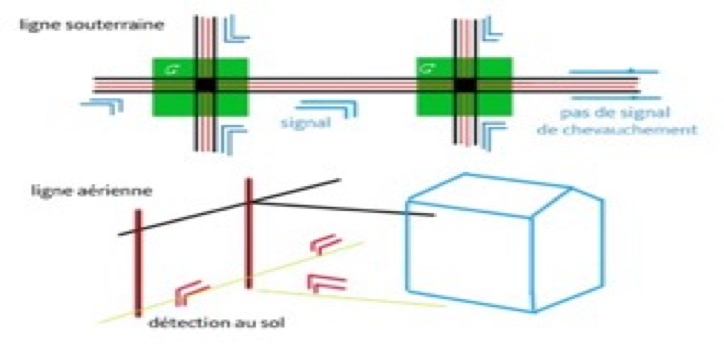 ligne souterraine
G
G
signal
pas de signal
de chevauchement
ligne aérienne
détection au sol